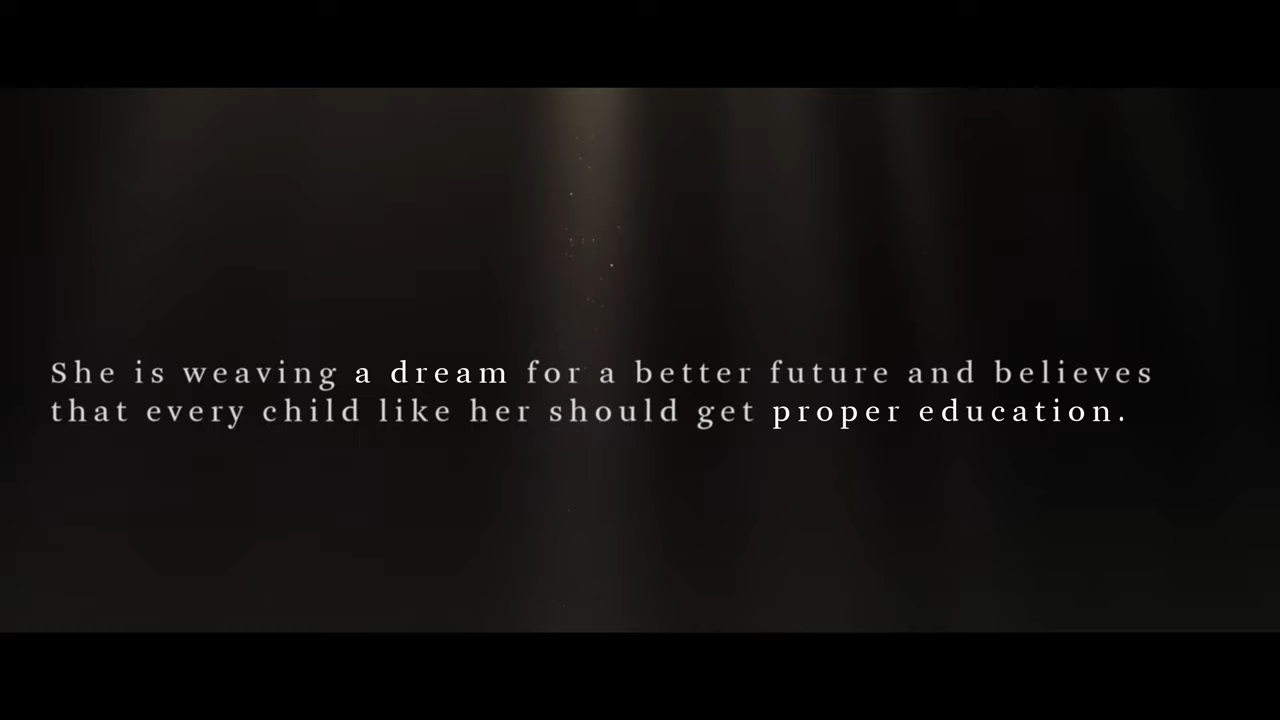 She is weaving a dream for a better future and believes
that every child like her should get proper education.